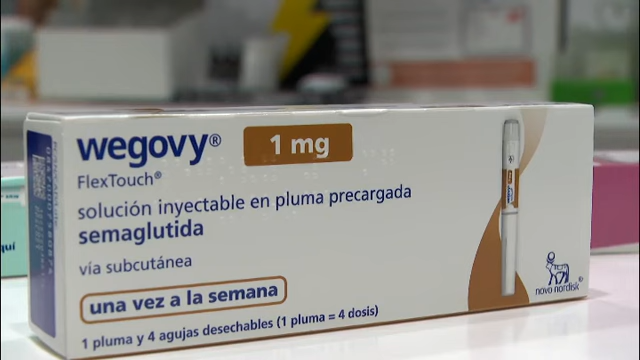 wegovy® 1 mg
FlexTouch®
solución inyectable en pluma precargada
semaglutida
vía subcutánea
una vez a la semana
1 pluma y 4 agujas desechables (1 pluma = 4 dosis)
novo nordisk®
quí